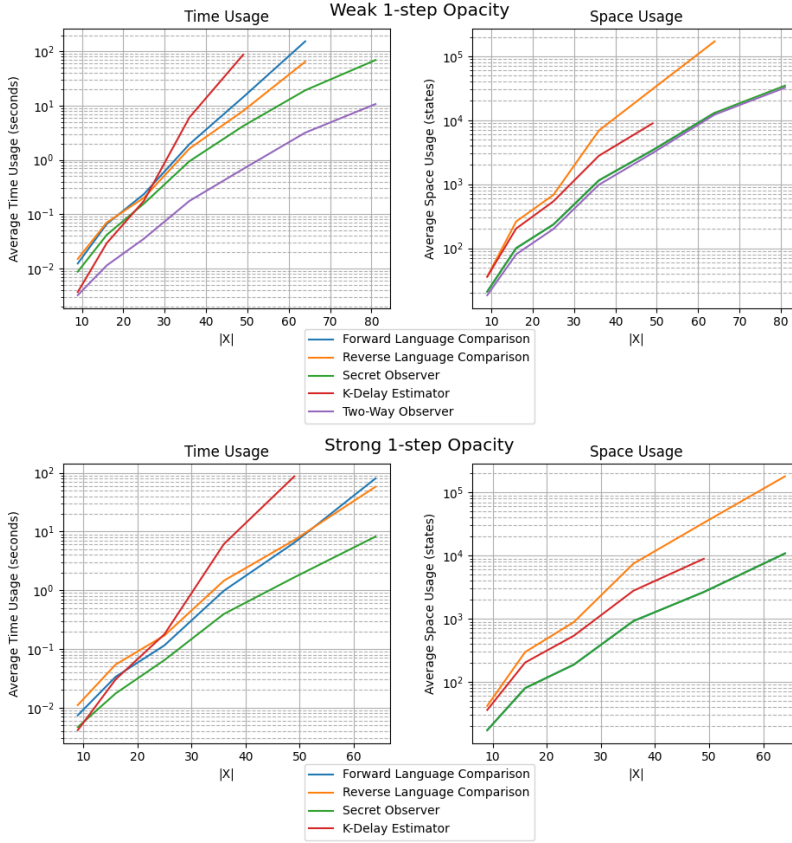 Weak 1-step Opacity
Time Usage
Space Usage
Average Time Usage (seconds)
10²
10¹
10⁰
10⁻¹
10⁻²
10 20 30 40 50 60 70 80
|X|
Average Space Usage (states)
10⁵
10⁴
10³
10²
10 20 30 40 50 60 70 80
|X|
Forward Language Comparison
Reverse Language Comparison
Secret Observer
K-Delay Estimator
Two-Way Observer
Strong 1-step Opacity
Time Usage
Space Usage
Average Time Usage (seconds)
10²
10¹
10⁰
10⁻¹
10⁻²
10 20 30 40 50 60
|X|
Average Space Usage (states)
10⁵
10⁴
10³
10²
10 20 30 40 50 60
|X|
Forward Language Comparison
Reverse Language Comparison
Secret Observer
K-Delay Estimator